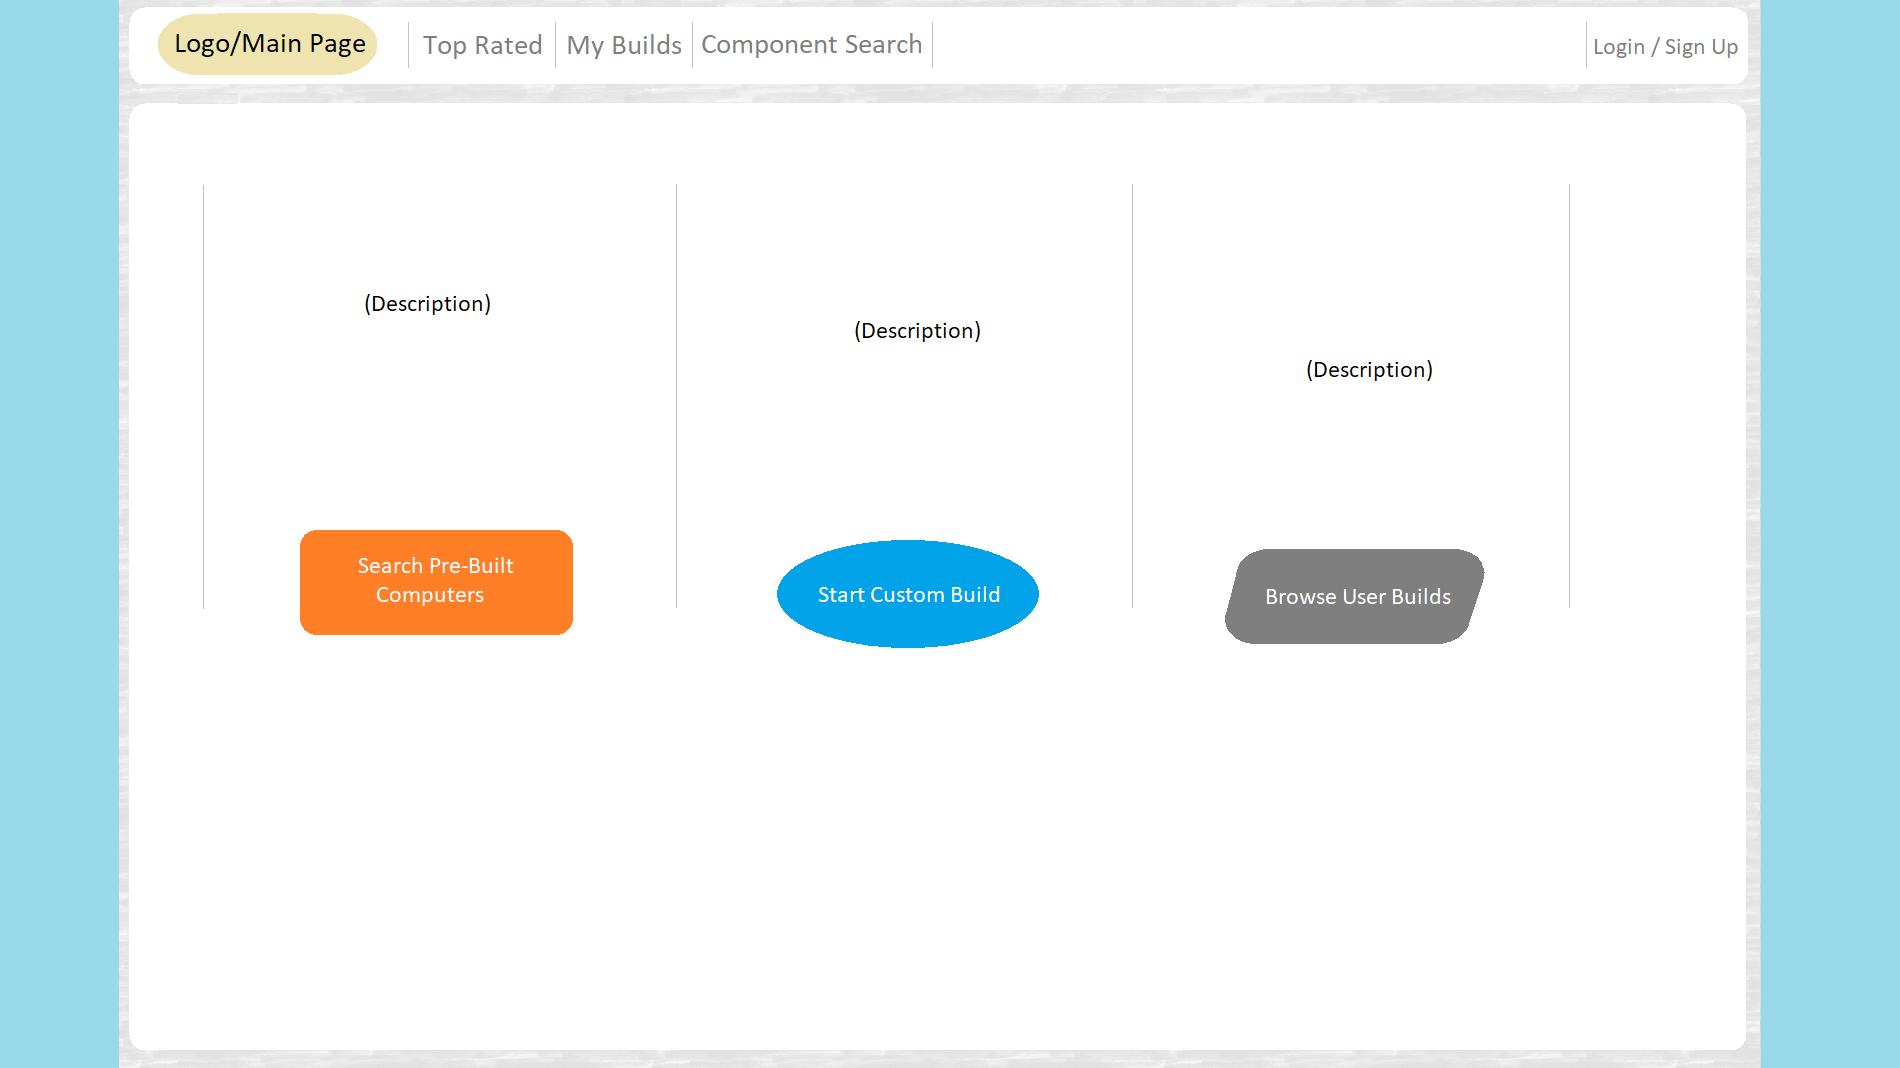 Logo/Main Page
Top Rated
My Builds
Component Search
Login / Sign Up
(Description)
(Description)
(Description)
Search Pre-Built
Computers
Start Custom Build
Browse User Builds